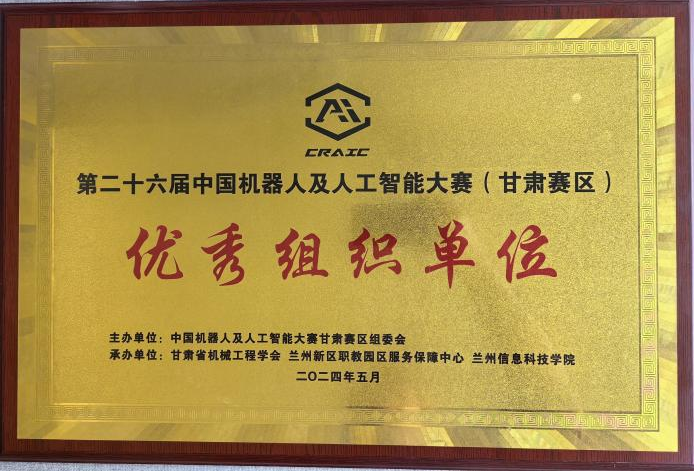 Ai
CRAIC
第二十六届中国机器人及人工智能大赛（甘肃赛区）
优秀组织单位
主办单位：中国机器人及人工智能大赛甘肃赛区组委会
承办单位：甘肃省机械工程学会 兰州新区职教园区服务保障中心 兰州信息科技学院
二〇二四年五月